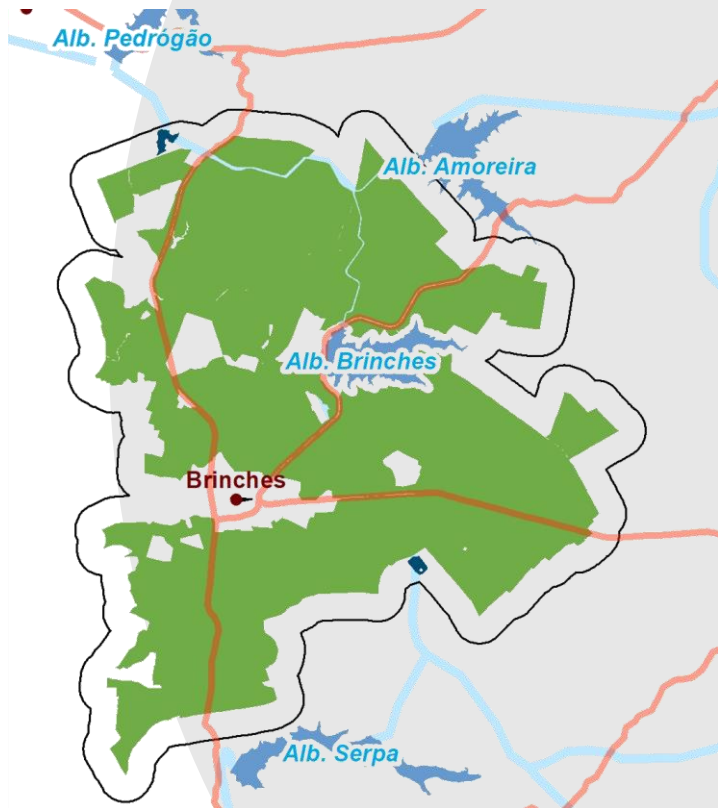 Alb. Pedrógão
Alb. Amoreira
Alb. Brinches
Brinches
Alb. Serpa